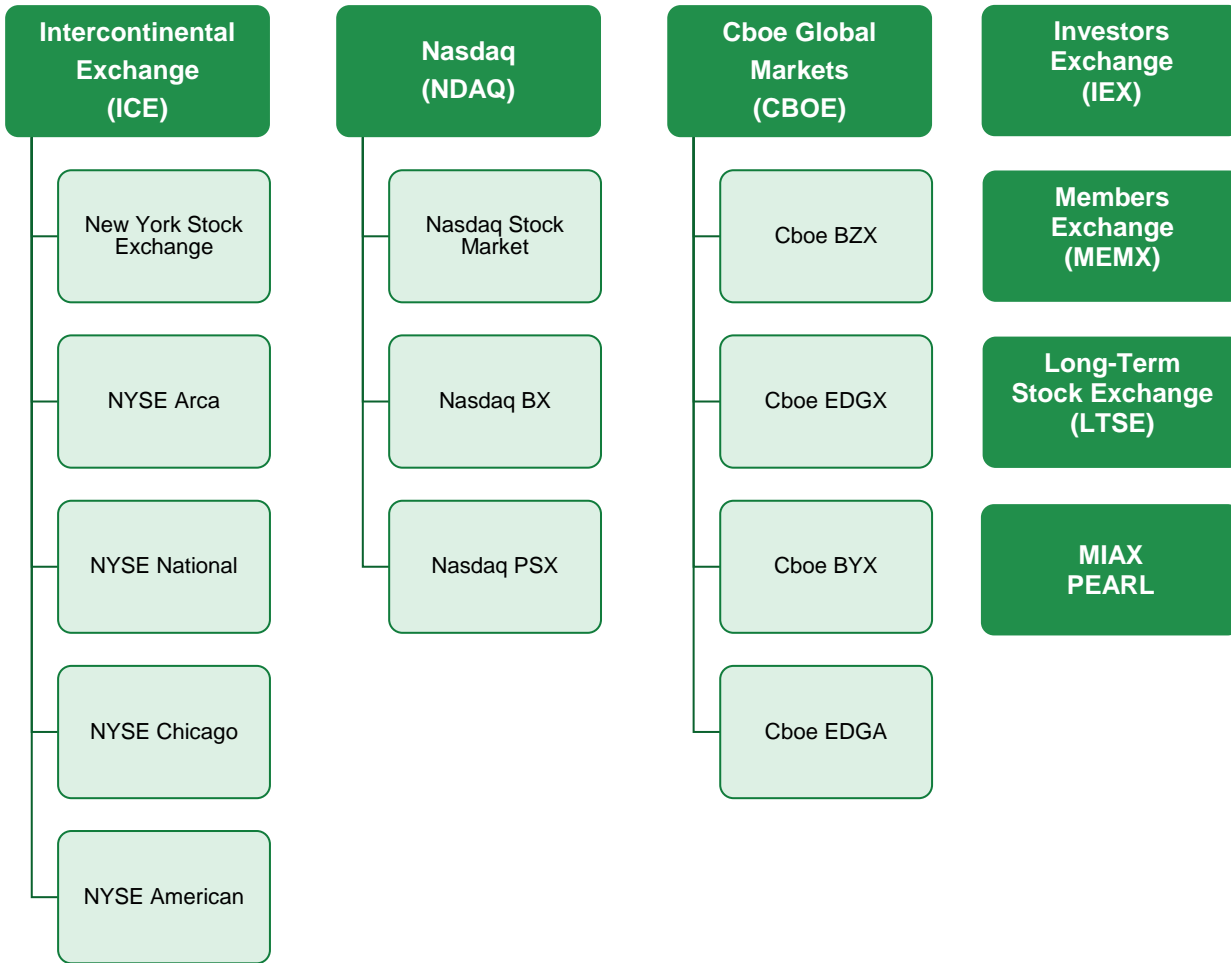 Intercontinental
Exchange
(ICE)
New York Stock
Exchange
NYSE Arca
NYSE National
NYSE Chicago
NYSE American
Nasdaq
(NDAQ)
Nasdaq Stock
Market
Nasdaq BX
Nasdaq PSX
Cboe Global
Markets
(CBOE)
Cboe BZX
Cboe EDGX
Cboe BYX
Cboe EDGA
Investors
Exchange
(IEX)
Members
Exchange
(MEMX)
Long-Term
Stock Exchange
(LTSE)
MIAX
PEARL